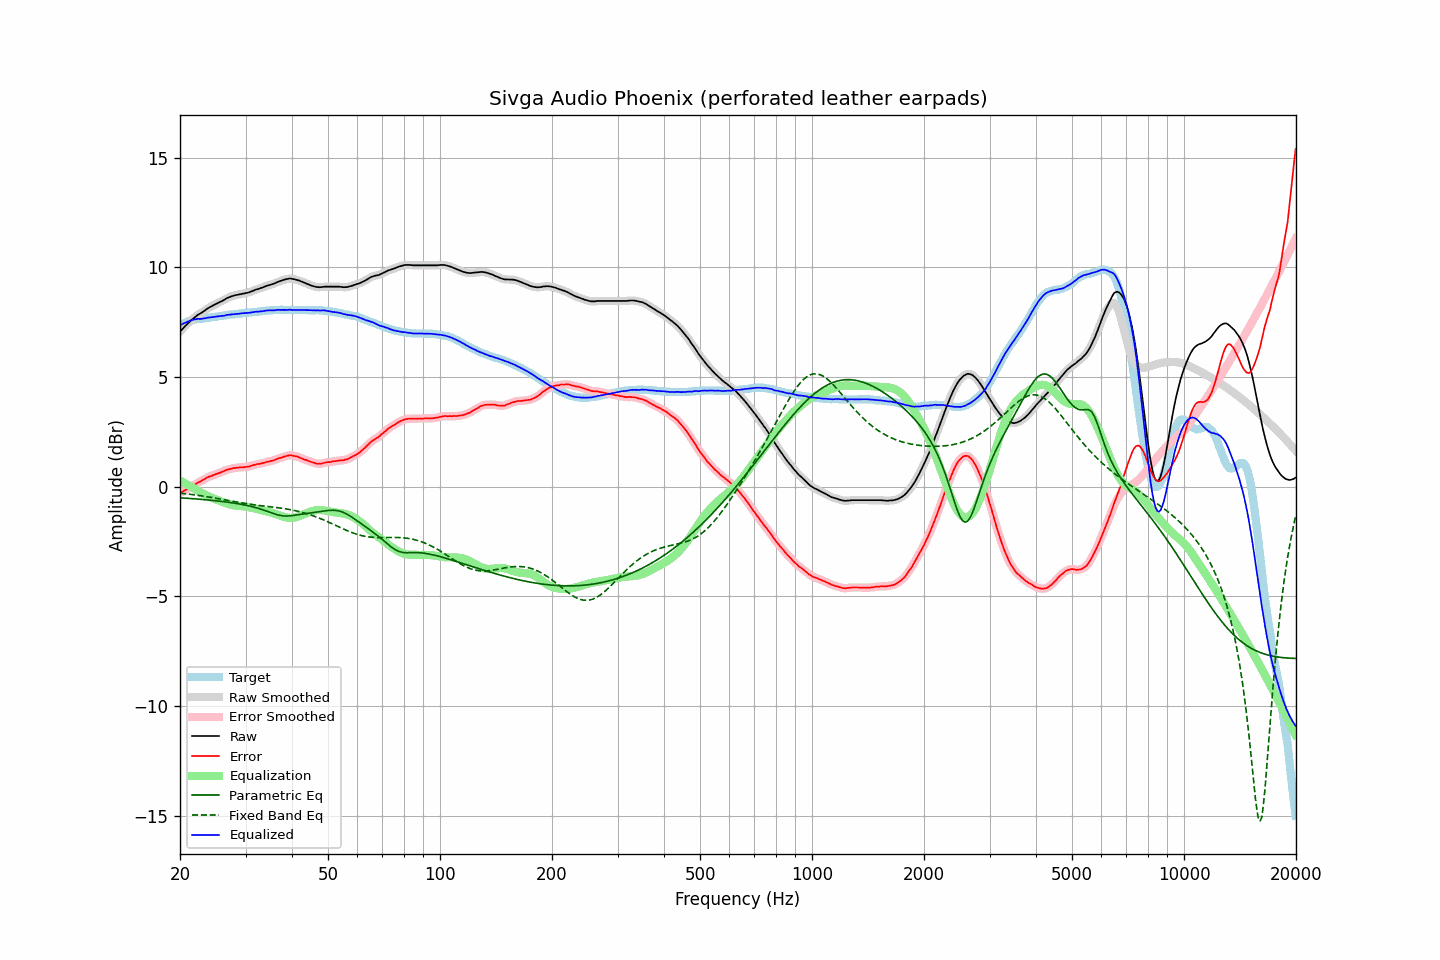 Sivga Audio Phoenix (perforated leather earpads)
Amplitude (dBr)
15
10
5
0
−5
−10
−15
Target
Raw Smoothed
Error Smoothed
Raw
Error
Equalization
Parametric Eq
Fixed Band Eq
Equalized
20 50 100 200 500 1000 2000 5000 10000 20000
Frequency (Hz)